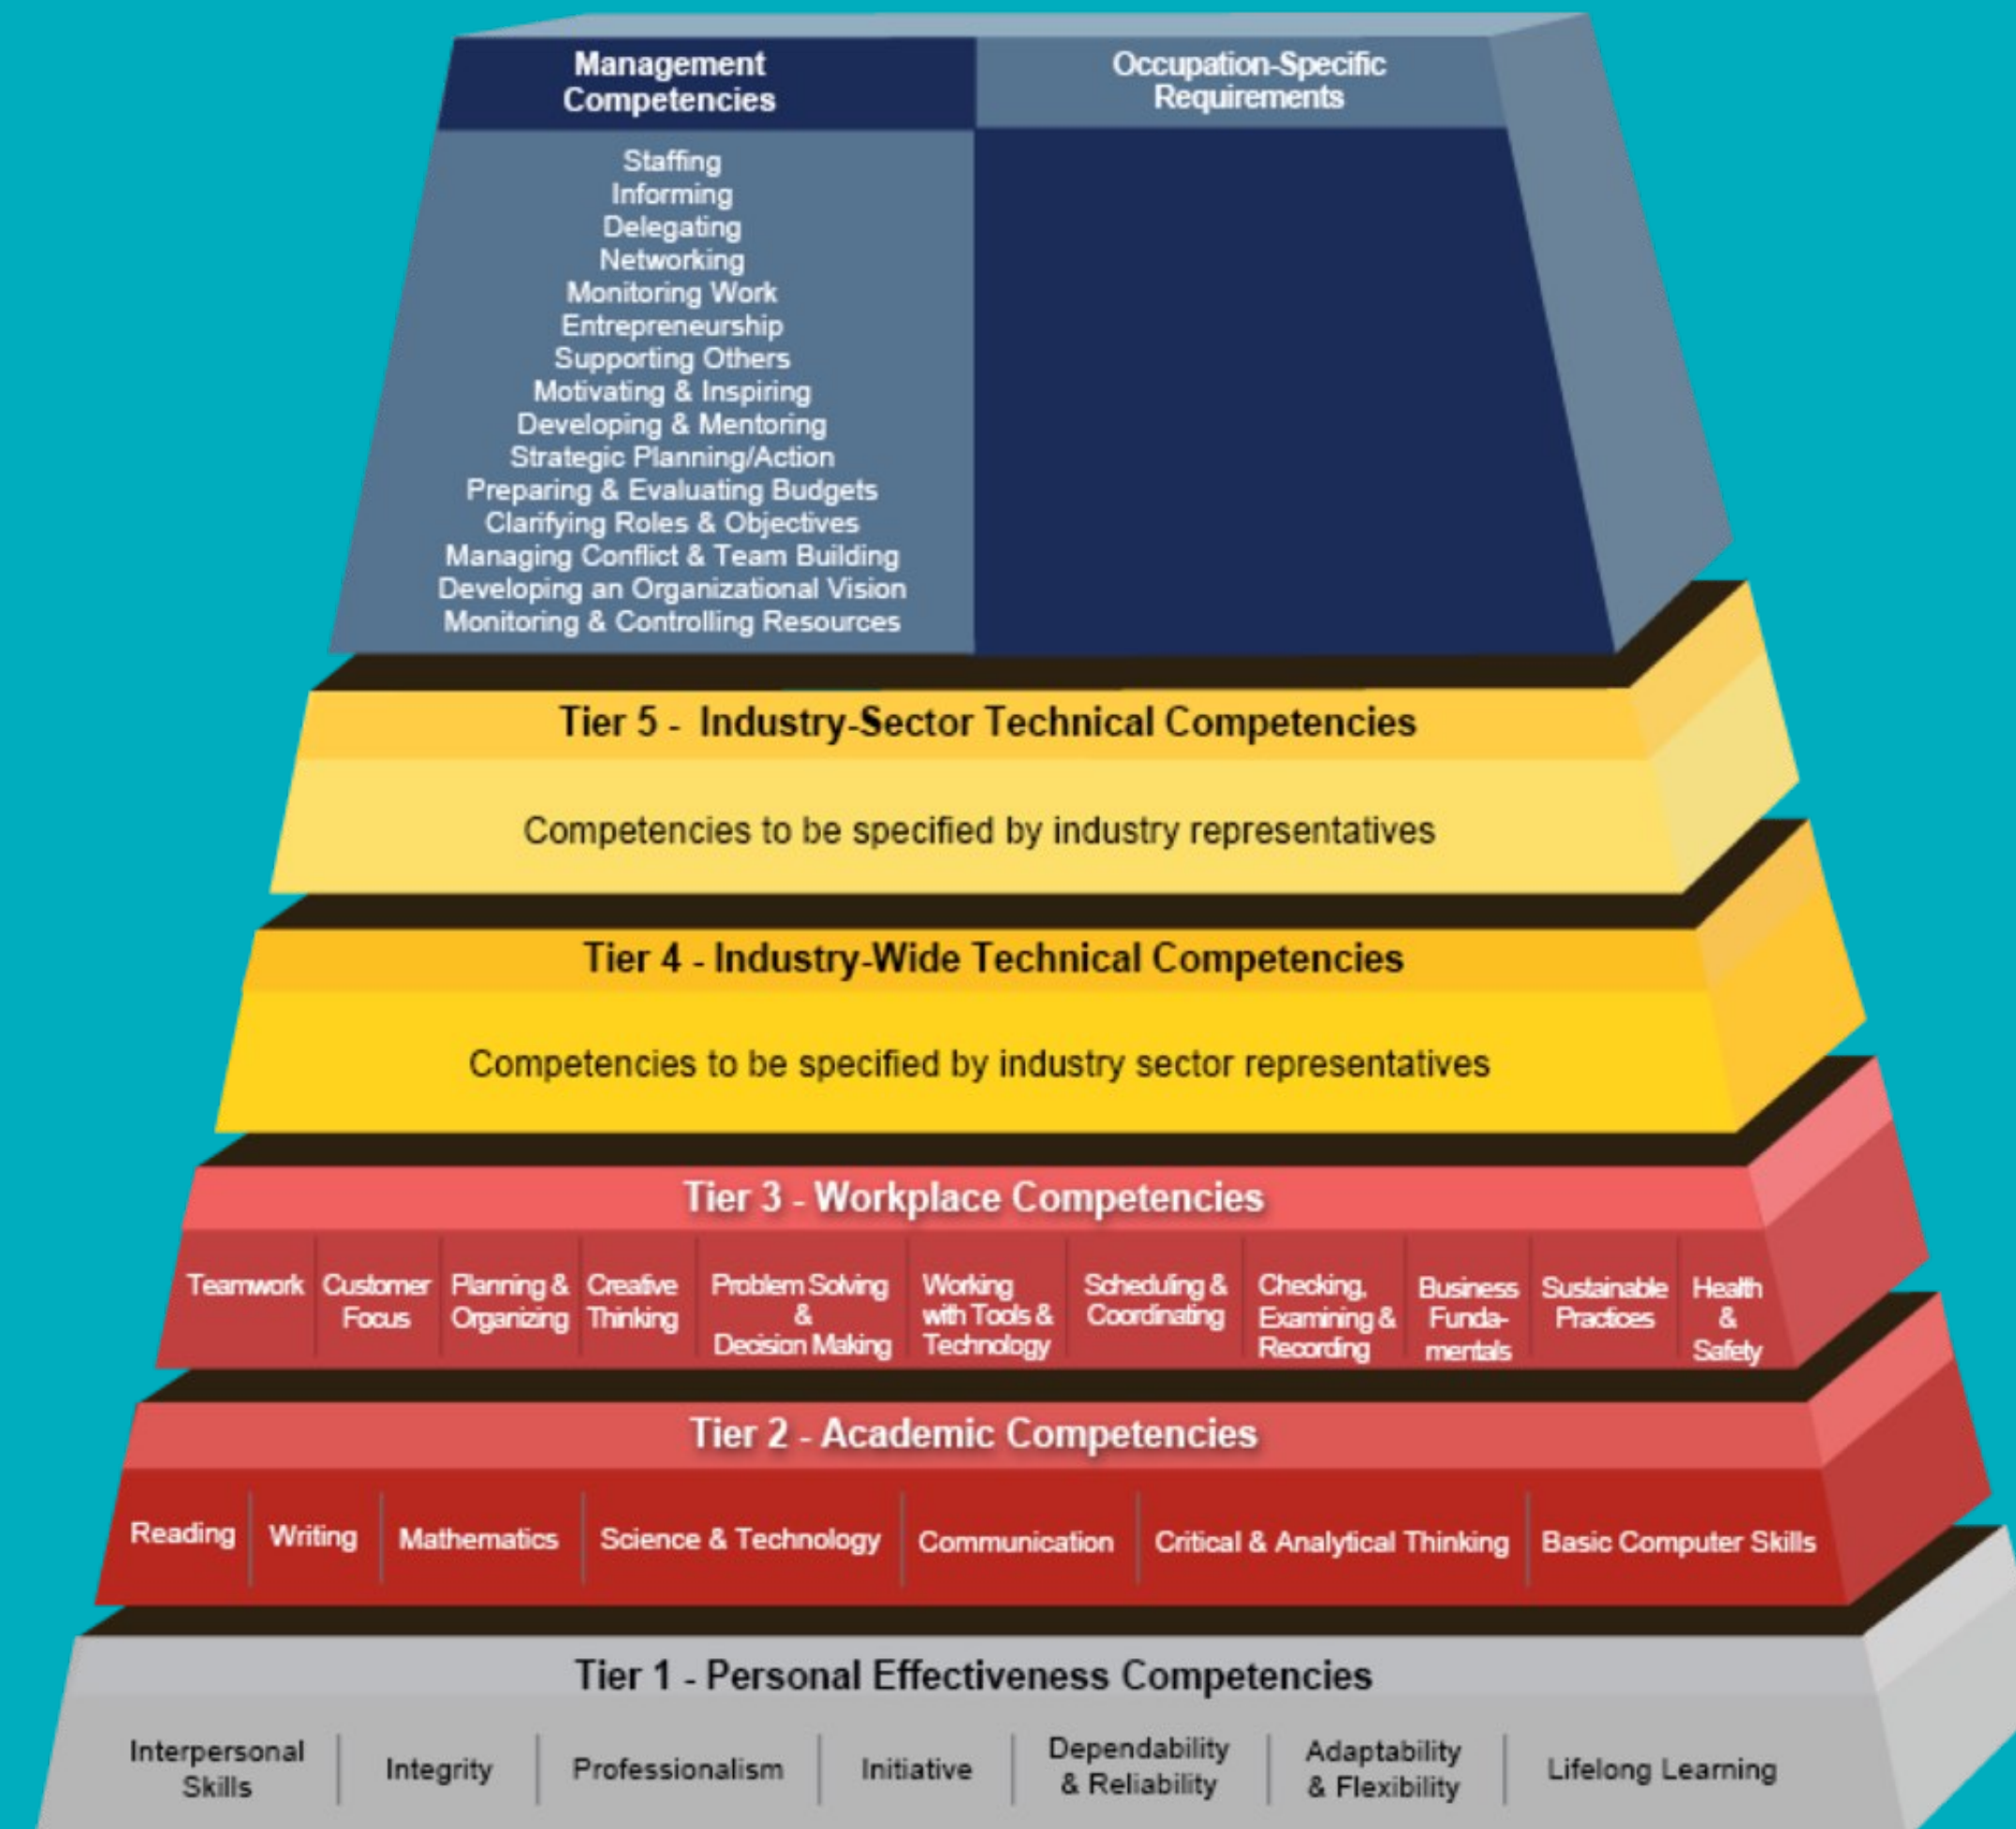 Management
Competencies
Staffing
Informing
Delegating
Networking
Monitoring Work
Entrepreneurship
Supporting Others
Motivating & Inspiring
Developing & Mentoring
Strategic Planning/Action
Preparing & Evaluating Budgets
Clarifying Roles & Objectives
Managing Conflict & Team Building
Developing an Organizational Vision
Monitoring & Controlling Resources
Occupation-Specific
Requirements
Tier 5 - Industry-Sector Technical Competencies
Competencies to be specified by industry representatives
Tier 4 - Industry-Wide Technical Competencies
Competencies to be specified by industry sector representatives
Tier 3 - Workplace Competencies
Teamwork
Customer
Focus
Planning &
Organizing
Creative
Thinking
Problem Solving
&
Decision Making
Working
with Tools &
Technology
Scheduling &
Coordinating
Checking,
Examining &
Recording
Business
Funda-
mentals
Sustainable
Practices
Health
&
Safety
Tier 2 - Academic Competencies
Reading
Writing
Mathematics
Science & Technology
Communication
Critical & Analytical Thinking
Basic Computer Skills
Tier 1 - Personal Effectiveness Competencies
Interpersonal
Skills
Integrity
Professionalism
Initiative
Dependability
& Reliability
Adaptability
& Flexibility
Lifelong Learning